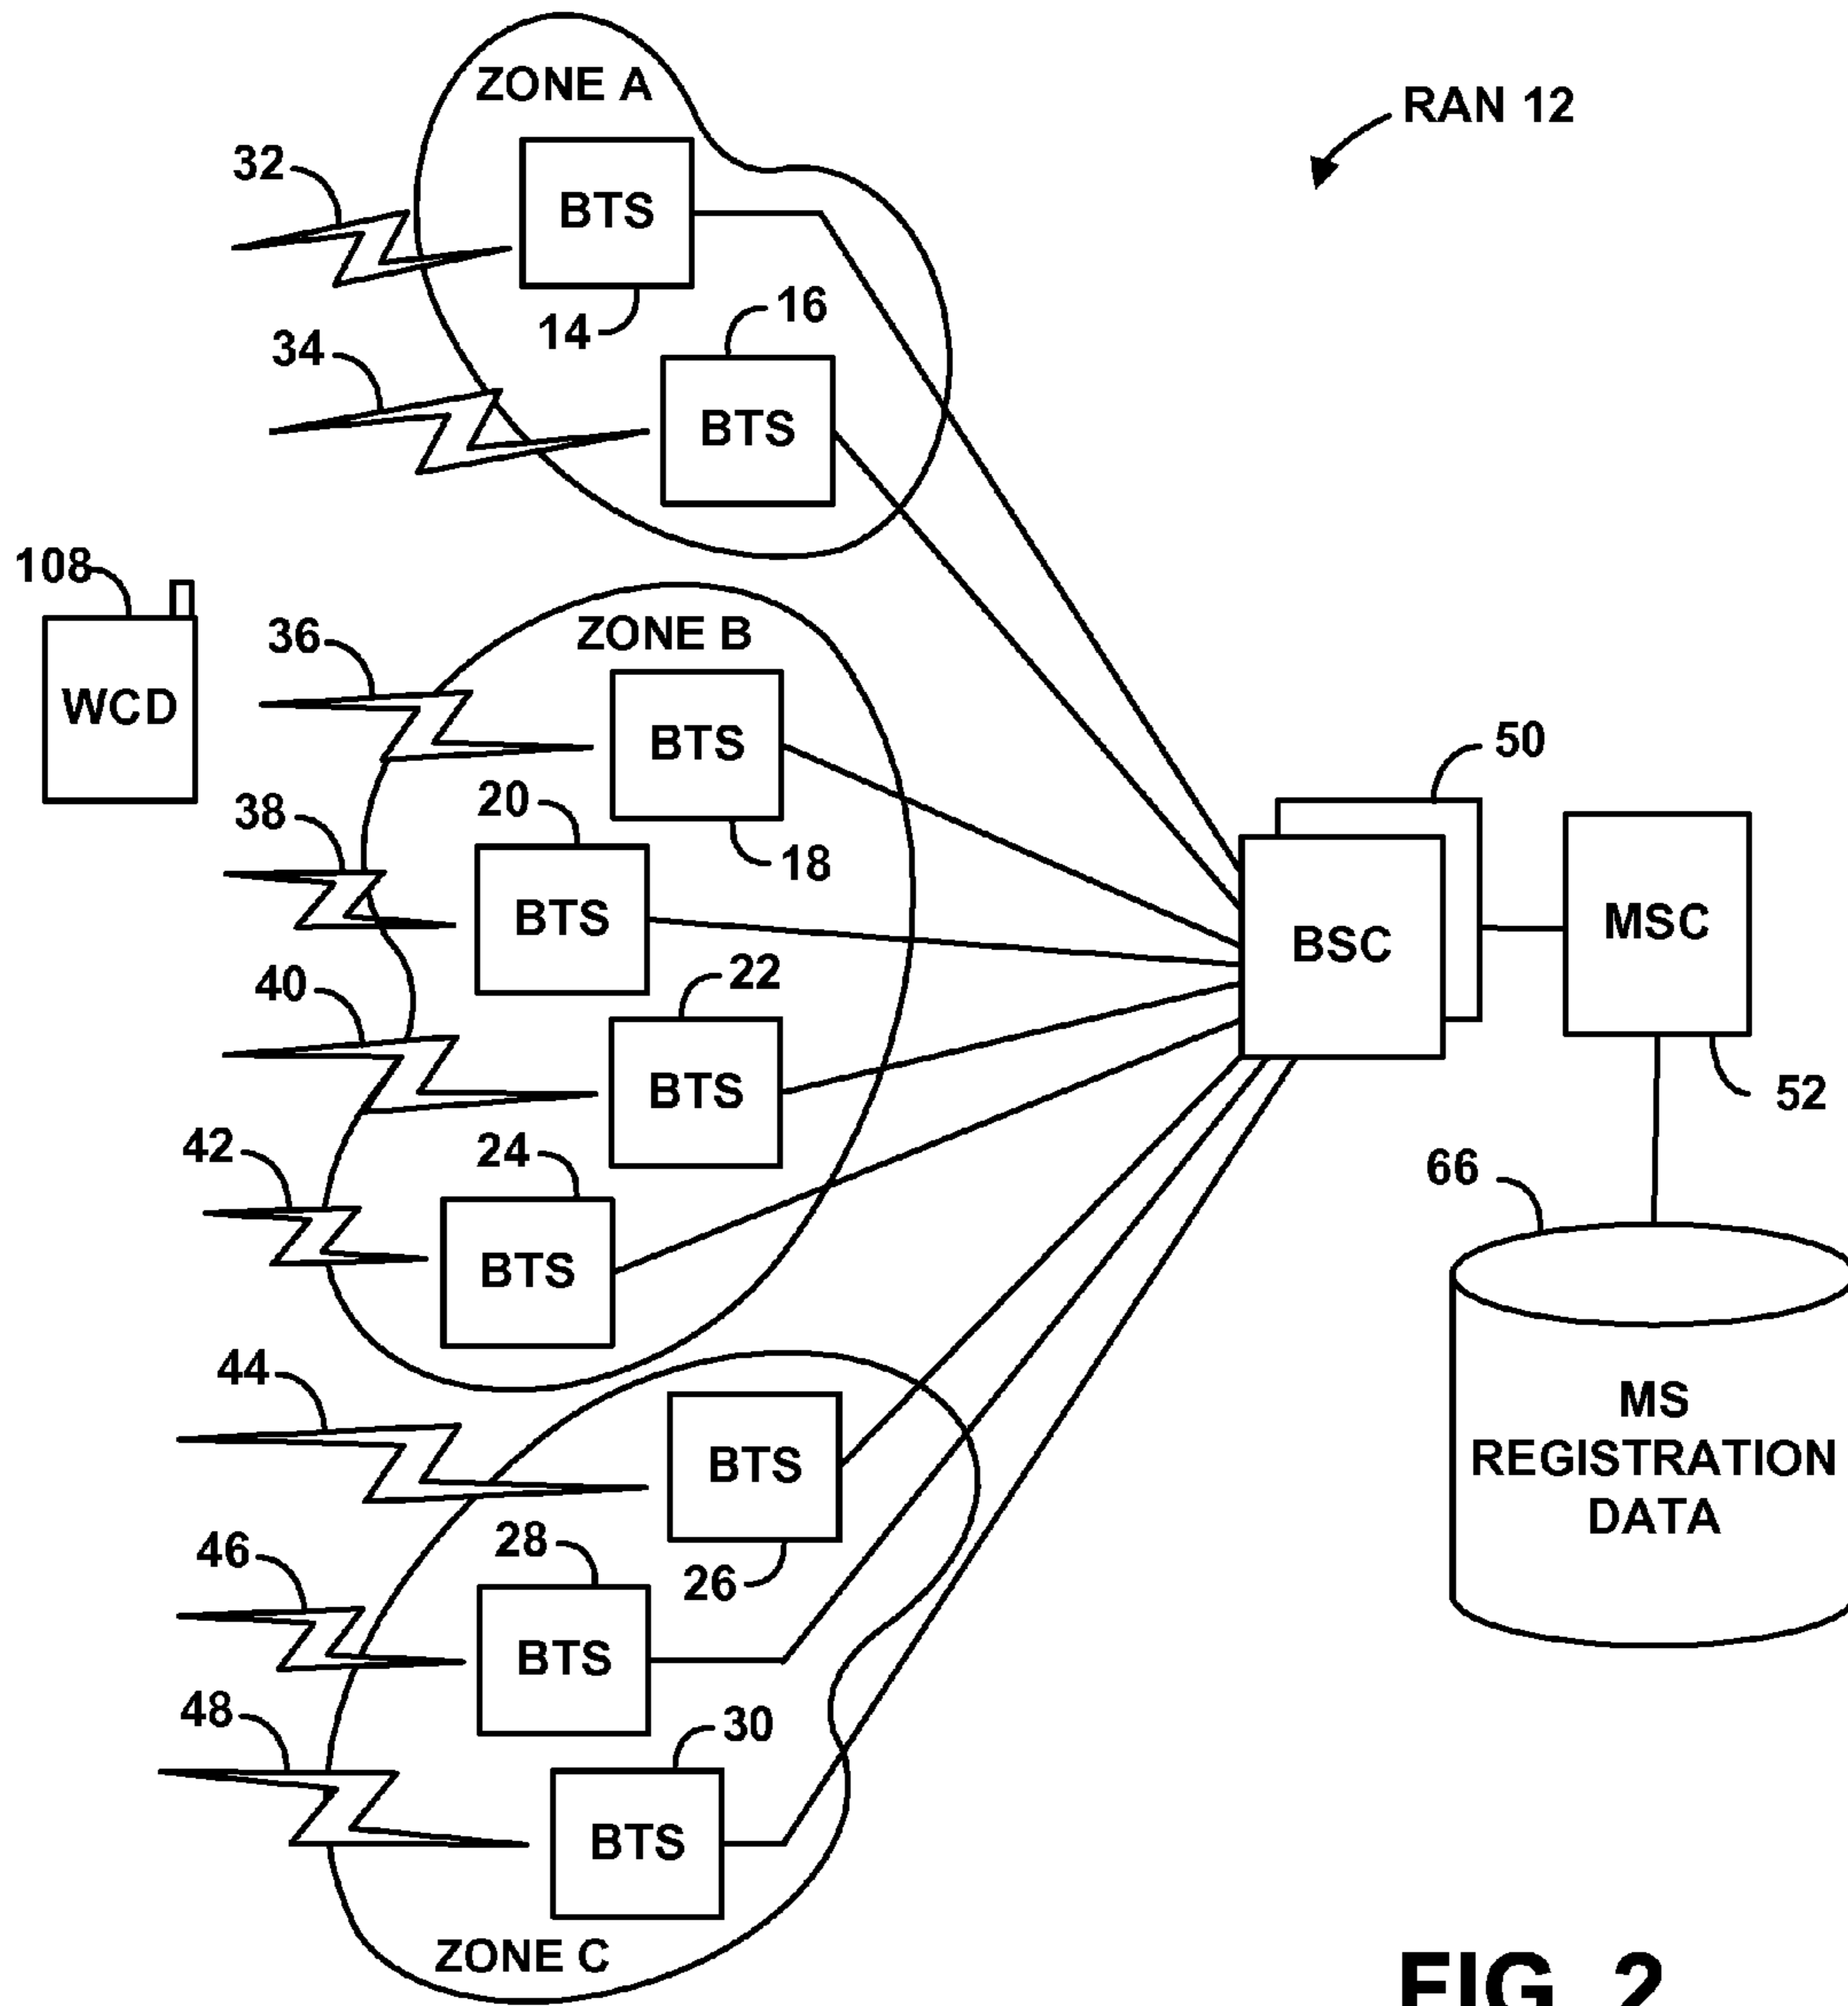 ZONE A
RAN 12
32
BTS
14
16
34
BTS
108
WCD
36
ZONE B
BTS
18
38
20
BTS
40
22
BTS
42
24
BTS
50
BSC
MSC
52
66
MS
REGISTRATION
DATA
44
BTS
26
46
28
BTS
48
30
BTS
ZONE C
FIG. 2